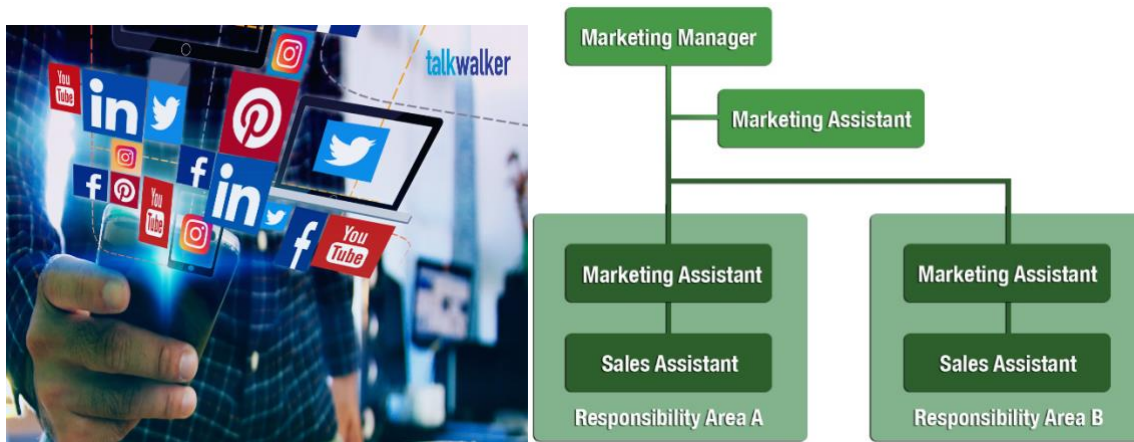 talkwalker
You
Tube
in
f
You
Tube
in
f
f
You
Tube
Marketing Manager
Marketing Assistant
Marketing Assistant
Sales Assistant
Responsibility Area A
Marketing Assistant
Sales Assistant
Responsibility Area B